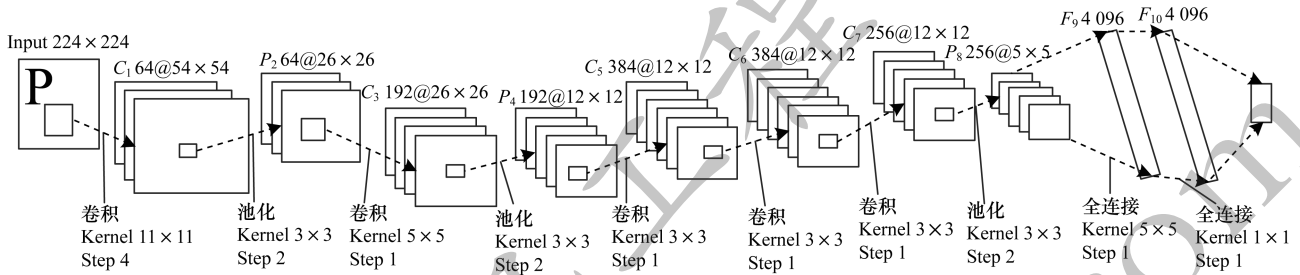 Input 224×224
P
C1 64@54×54
P2 64@26×26
C3 192@26×26
P4 192@12×12
C5 384@12×12
C6 384@12×12
C7 256@12×12
P8 256@5×5
F9 4 096
F10 4 096
卷积
Kernel 11×11
Step 4
池化
Kernel 3×3
Step 2
卷积
Kernel 5×5
Step 1
池化
Kernel 3×3
Step 2
卷积
Kernel 3×3
Step 1
卷积
Kernel 3×3
Step 1
卷积
Kernel 3×3
Step 1
池化
Kernel 3×3
Step 2
全连接
Kernel 5×5
Step 1
全连接
Kernel 1×1
Step 1
工程
om